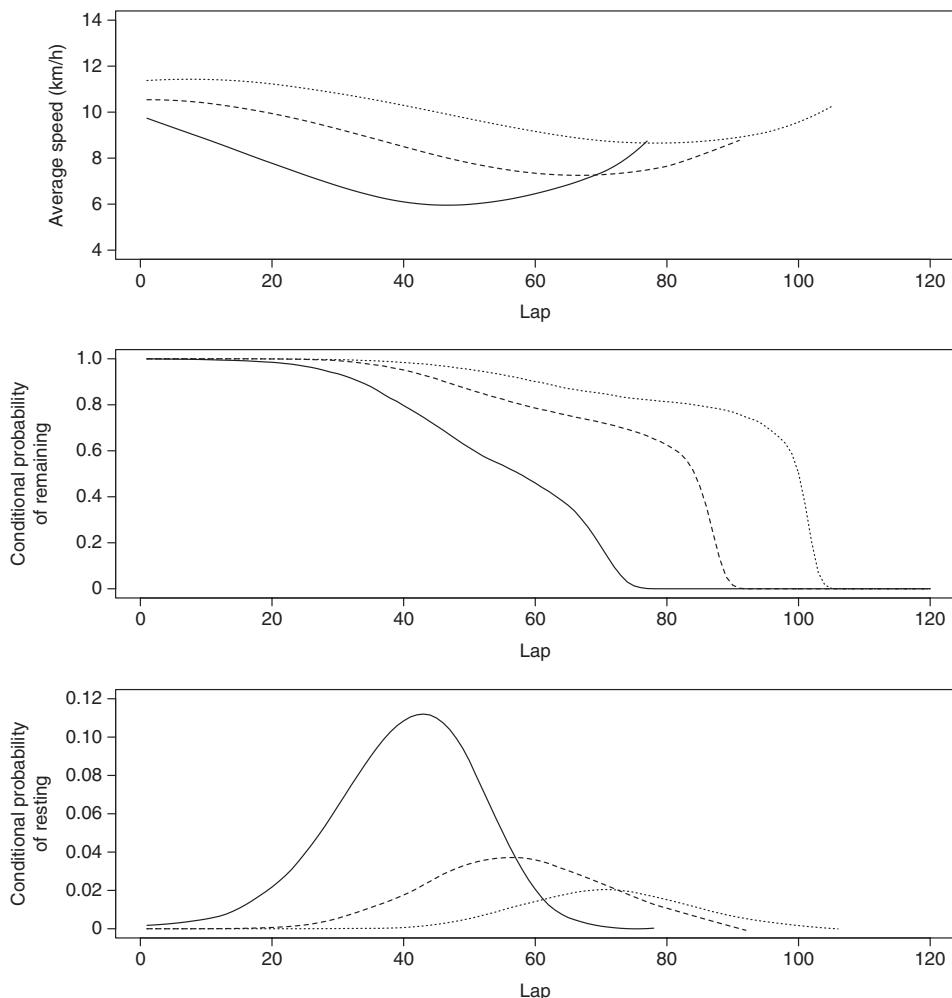 14
12
10
8
6
4
Average speed (km/h)
0 20 40 60 80 100 120
Lap
1.0
0.8
0.6
0.4
0.2
0
Conditional probability
of remaining
0 20 40 60 80 100 120
Lap
0.12
0.10
0.08
0.06
0.04
0.02
0
Conditional probability
of resting
0 20 40 60 80 100 120
Lap